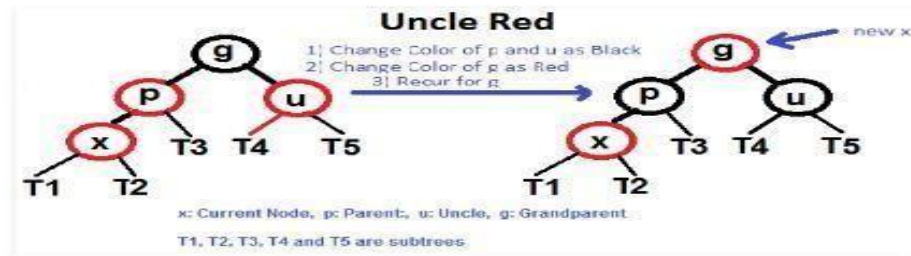 Uncle Red
1) Change Color of p and u as Black
2) Change Color of g as Red
3) Recur for g
new x
g
p
u
x
T3
T4
T5
T1
T2
g
p
u
x
T3
T4
T5
T1
T2
x: Current Node, p: Parent:, u: Uncle, g: Grandparent
T1, T2, T3, T4 and T5 are subtrees